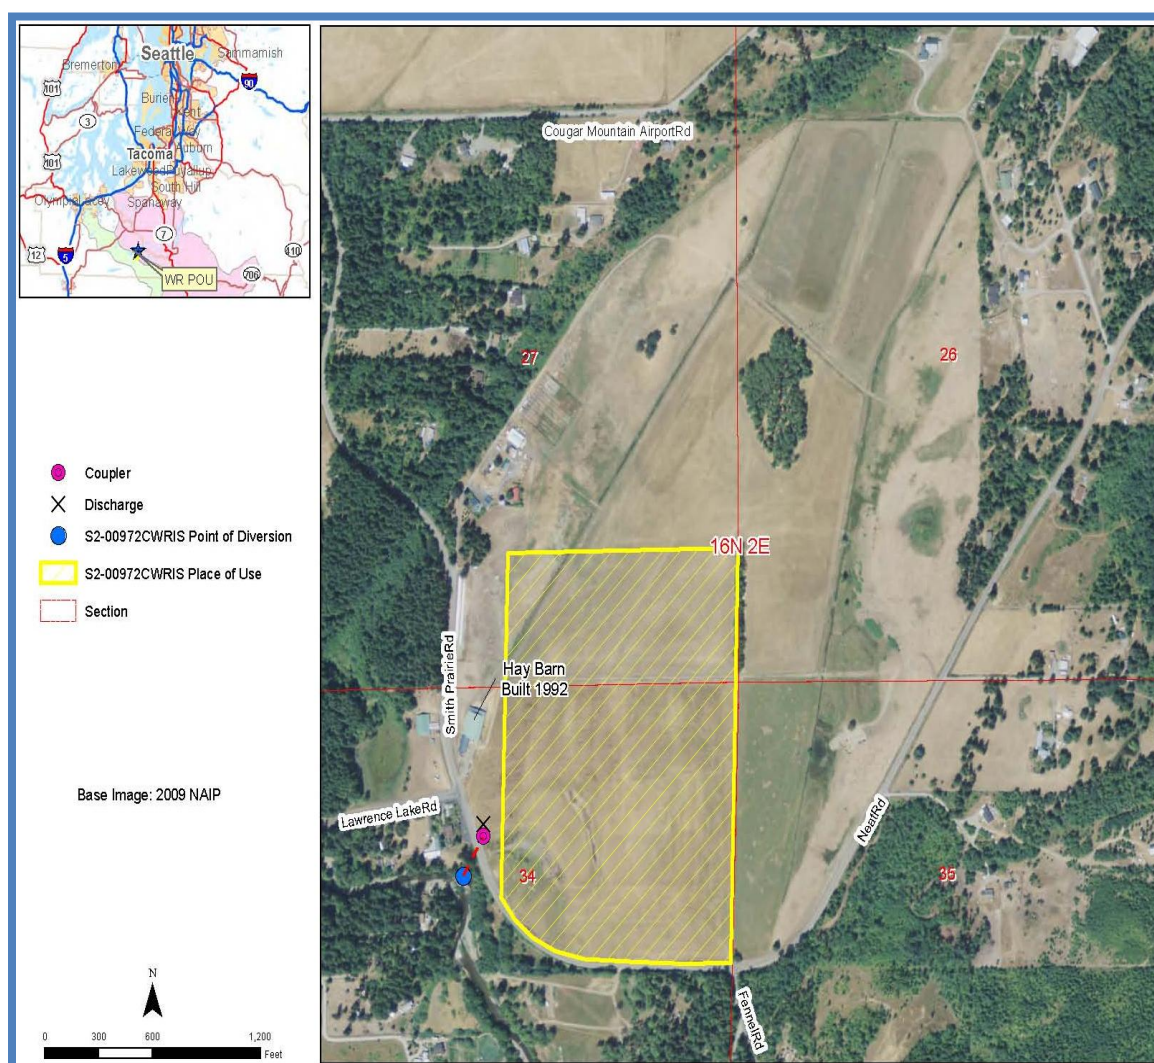 Seattle
Sammamish
Bremerton
101
90
Burien
3
Kent
Federal Way
101
Auburn
Tacoma
Lakewood
Puyallup
South Hill
Olympia
Lacey
Spanaway
7
12
5
410
706
WR POU
Coupler
Discharge
S2-00972CWRIS Point of Diversion
S2-00972CWRIS Place of Use
Section
Base Image: 2009 NAIP
N
0 300 600 1,200
Feet
Cougar Mountain AirportRd
27
26
16N 2E
Smith PrairieRd
Hay Barn
Built 1992
Lawrence LakeRd
NeatRd
34
35
FennelRd